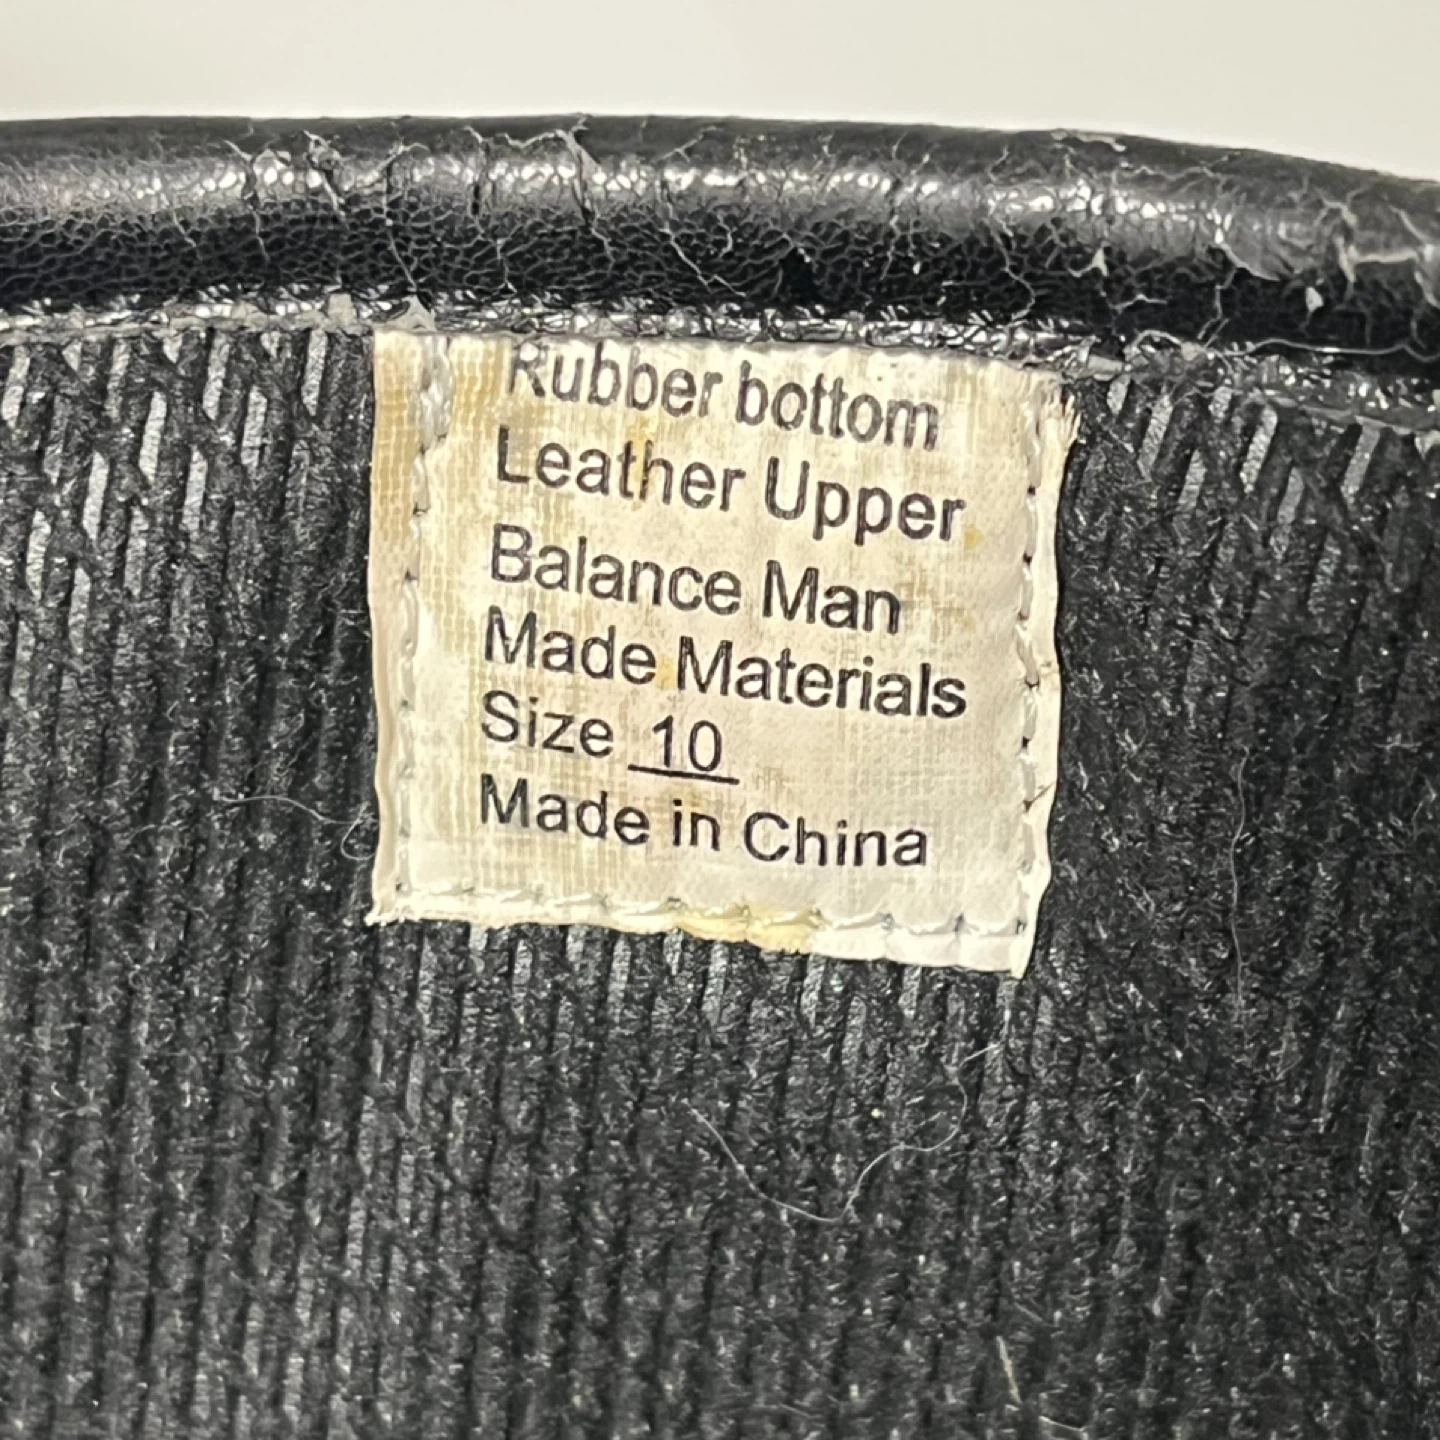 Rubber bottom
Leather Upper
Balance Man
Made Materials
Size 10
Made in China